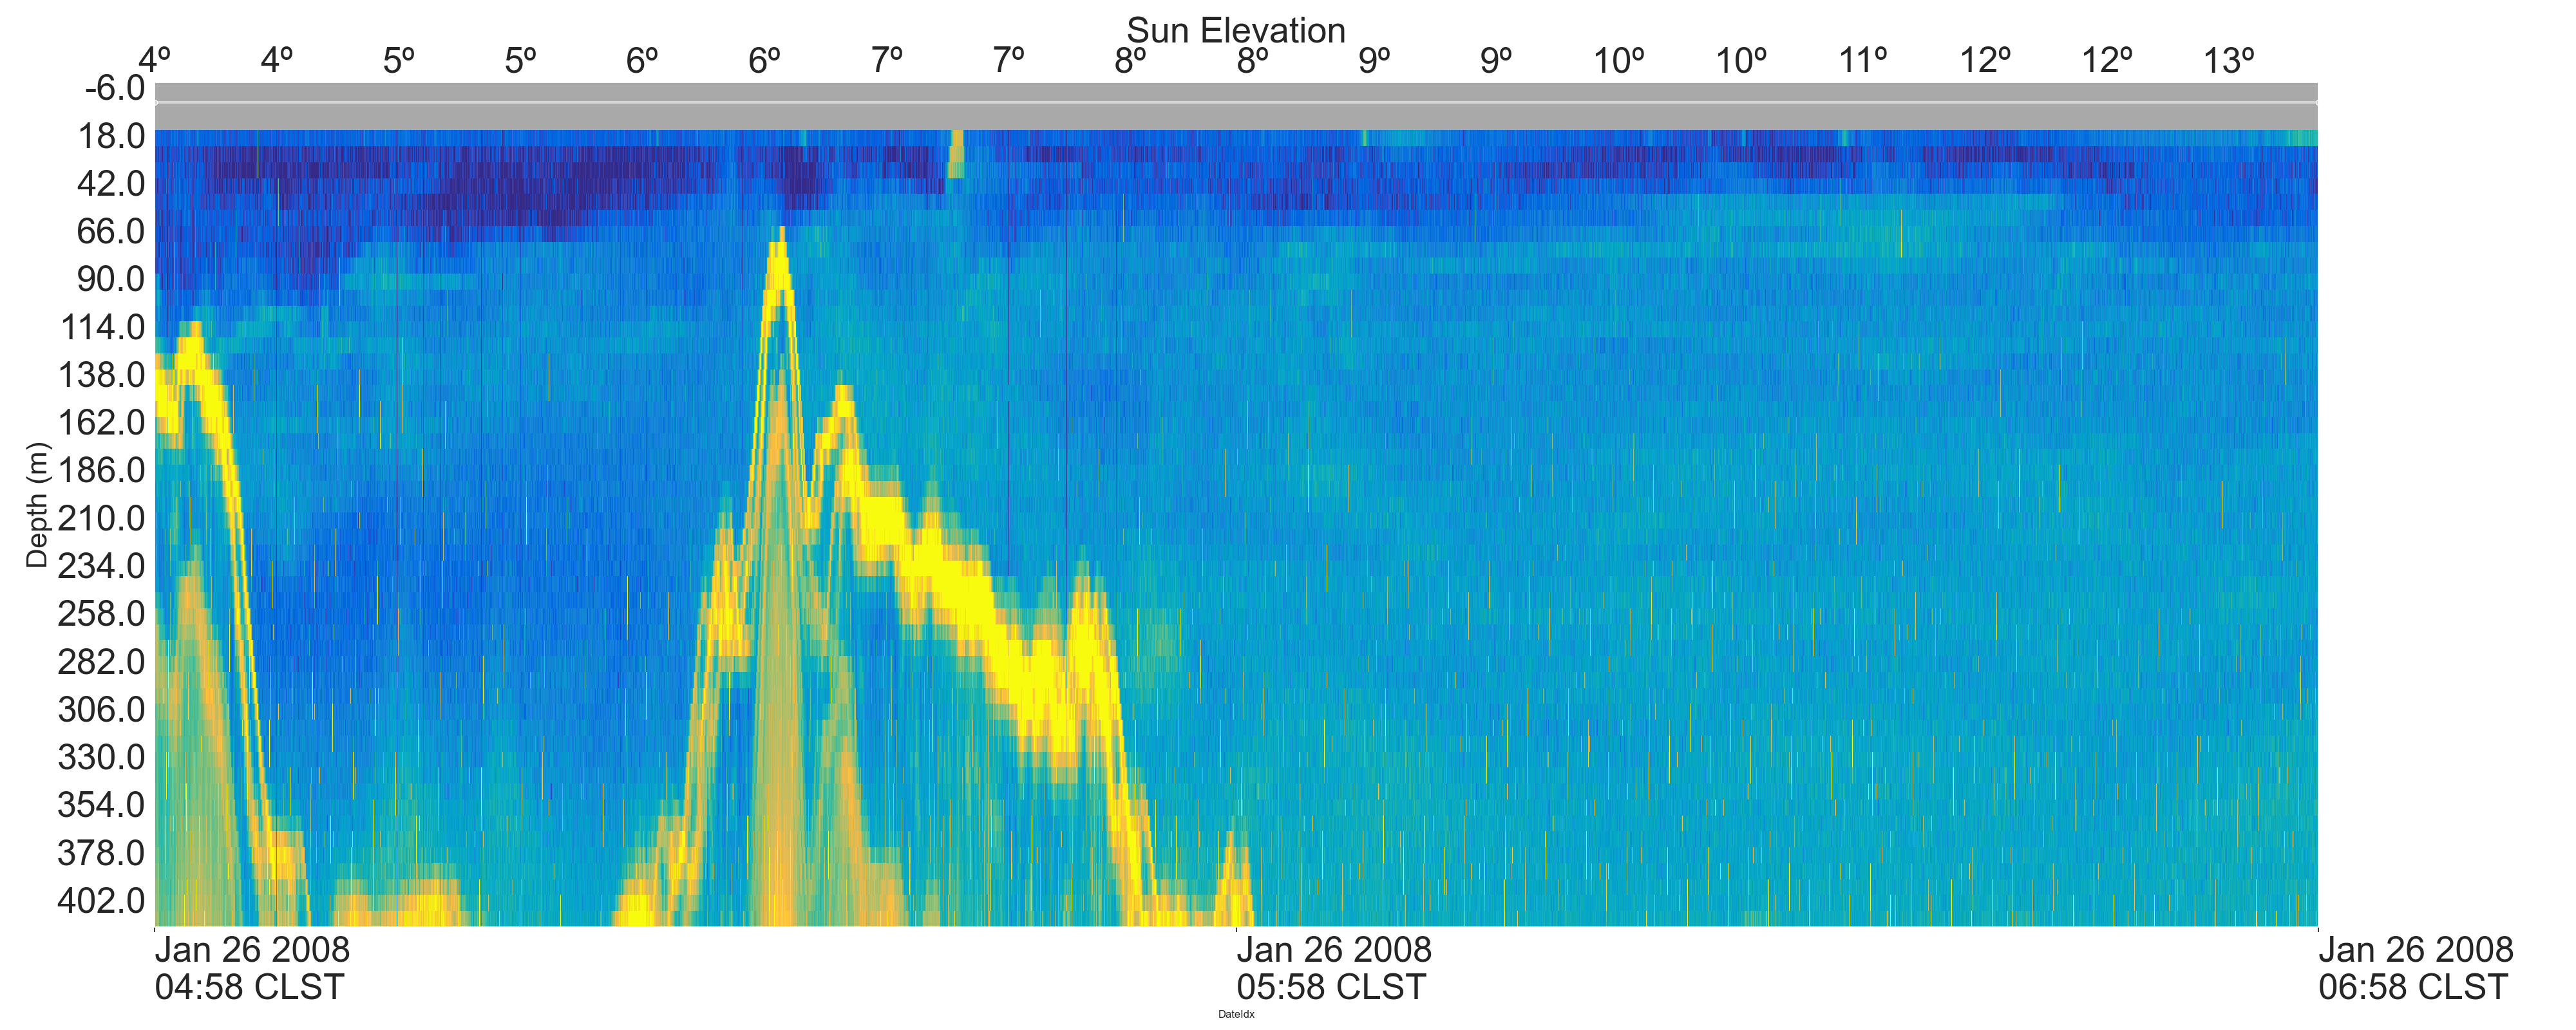 Sun Elevation
4º 4º 5º 5º 6º 6º 7º 7º 8º 8º 9º 9º 10º 10º 11º 12º 12º 13º
-6.0
18.0
42.0
66.0
90.0
114.0
138.0
162.0
186.0
210.0
234.0
258.0
282.0
306.0
330.0
354.0
378.0
402.0
Depth (m)
Jan 26 2008
04:58 CLST
Jan 26 2008
05:58 CLST
Jan 26 2008
06:58 CLST
DateIdx